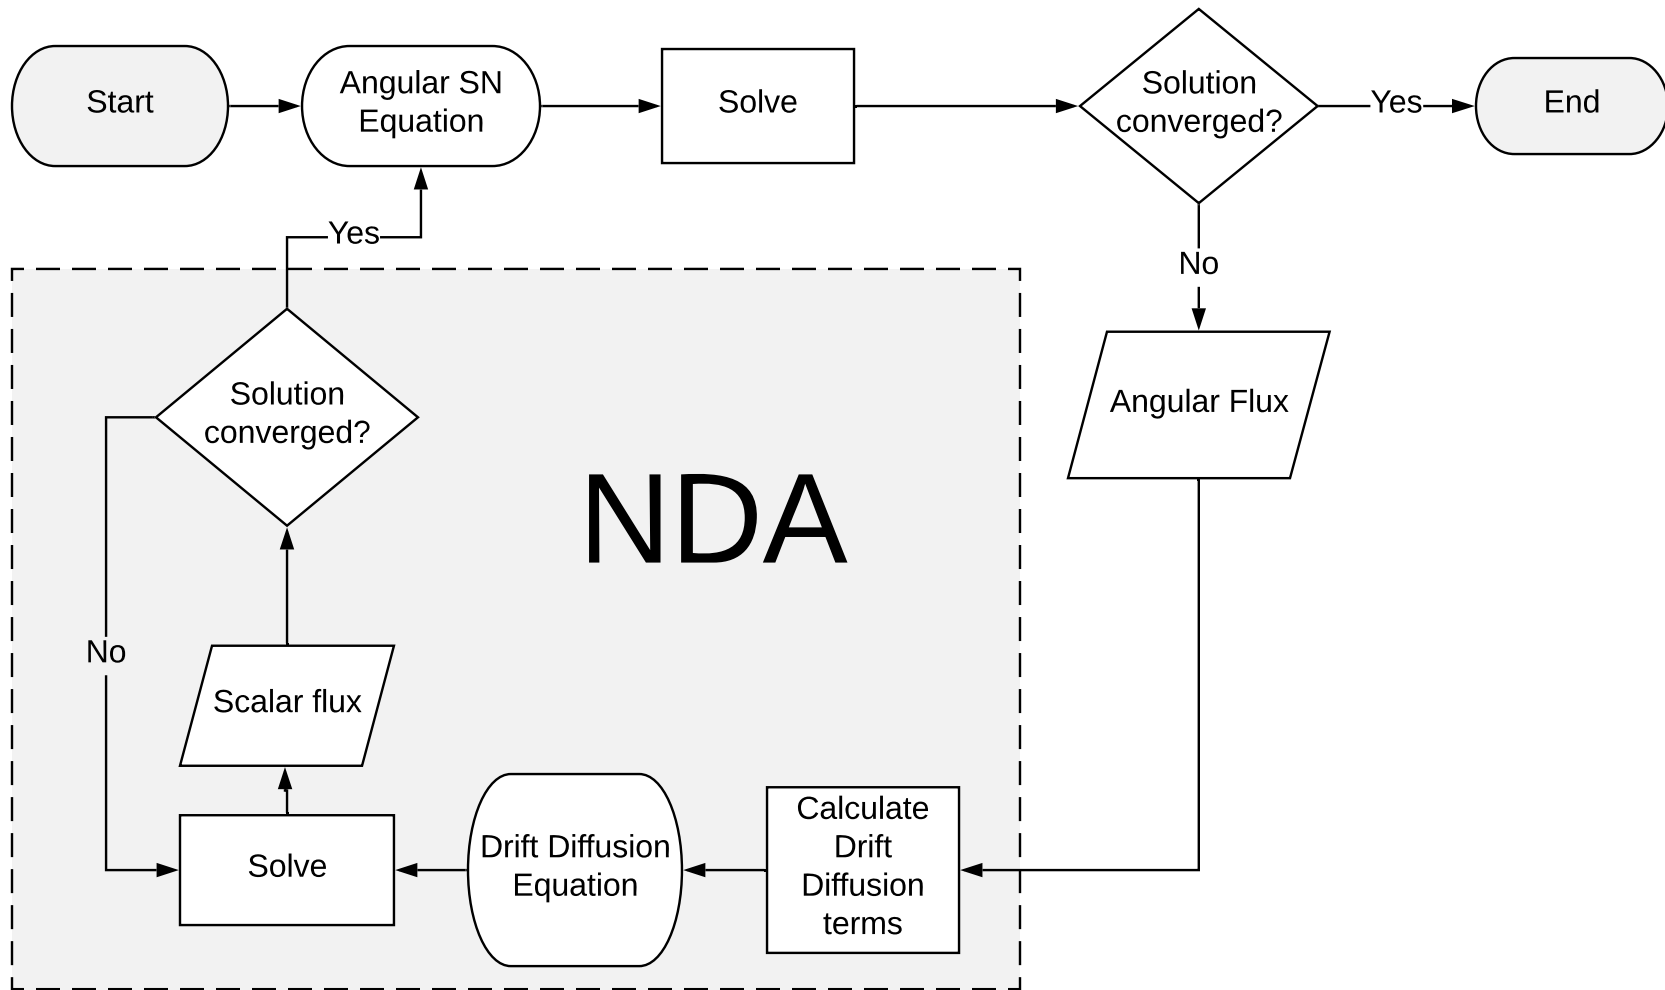 Start
Angular SN
Equation
Solve
Solution
converged?
Yes
End
Yes
No
Solution
converged?
Angular Flux
NDA
No
Scalar flux
Solve
Drift Diffusion
Equation
Calculate
Drift
Diffusion
terms